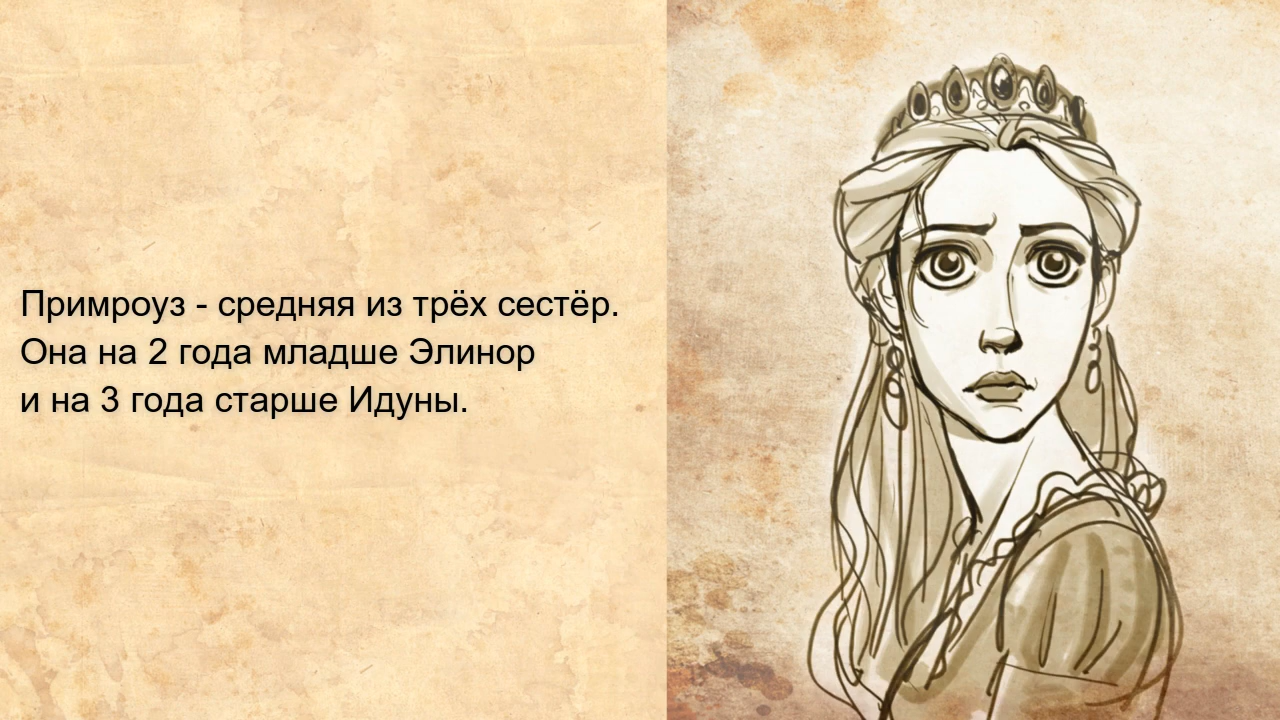 Примроуз - средняя из трёх сестёр.
Она на 2 года младше Элинор
и на 3 года старше Идуны.